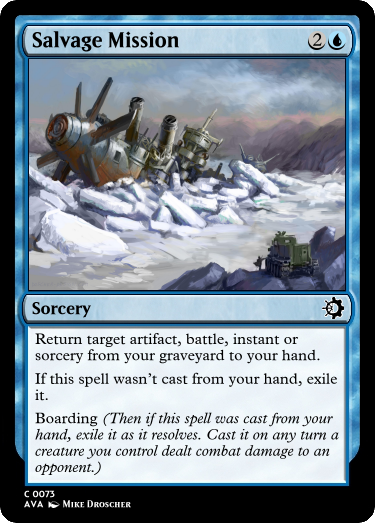 Salvage Mission 2
Sorcery
Return target artifact, battle, instant or
sorcery from your graveyard to your hand.
If this spell wasn't cast from your hand, exile
it.
Boarding (Then if this spell was cast from your
hand, exile it as it resolves. Cast it on any turn a
creature you control dealt combat damage to an
opponent.)
C 0073
AVA Mike Droscher